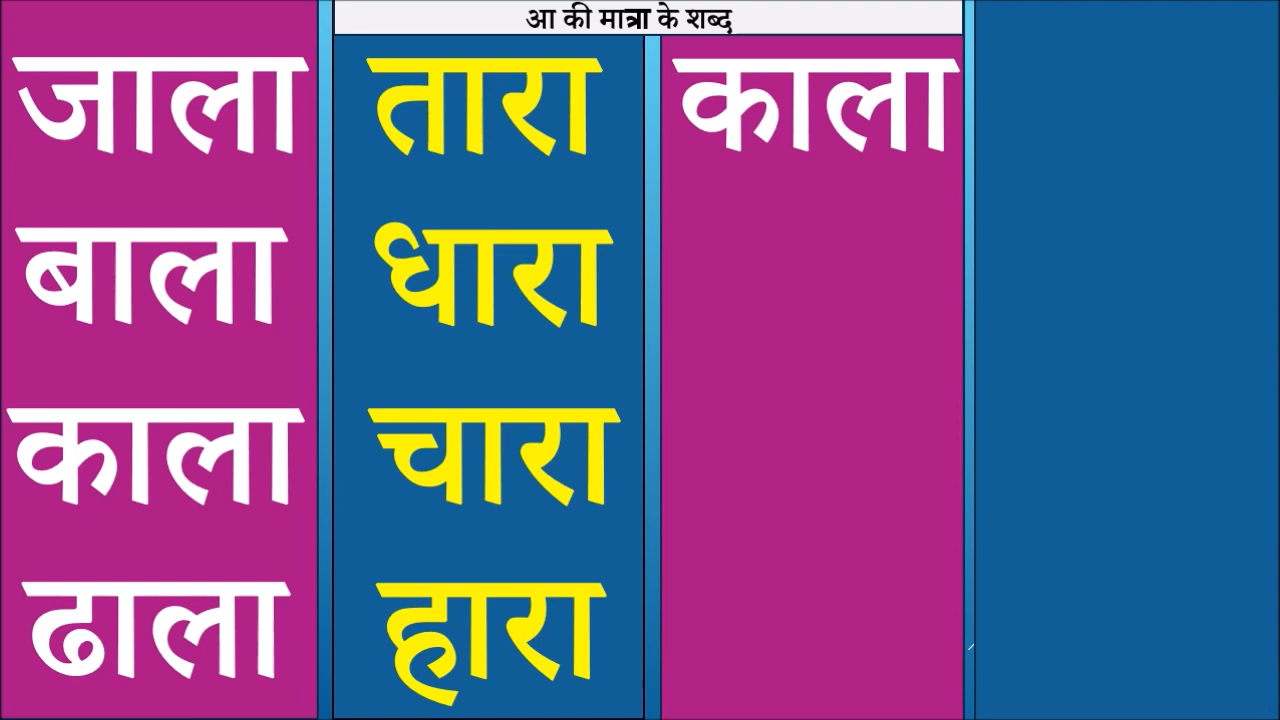 आ की मात्रा के शब्द
जाला तारा काला
बाला धारा
काला चारा
ढाला हारा